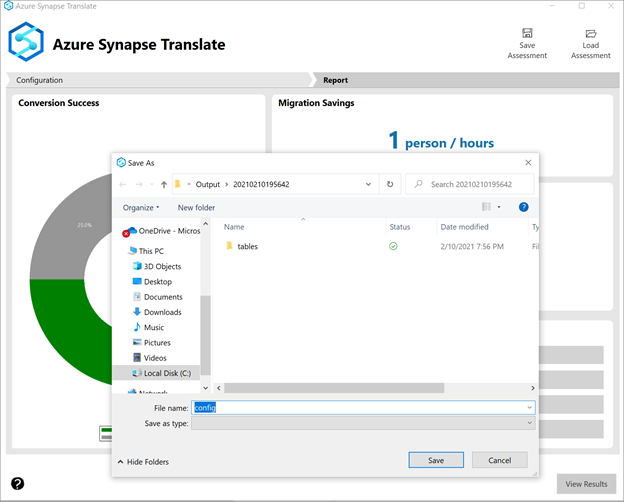 Azure Synapse Translate
Azure Synapse Translate
Save
Assessment
Load
Assessment
Configuration
Report
Conversion Success
Migration Savings
1 person / hours
25.0%
Save As
Output
20210210195642
Search 20210210195642
Organize
New folder
Name
Status
Date modified
Ty
OneDrive - Micros
This PC
3D Objects
Desktop
Documents
Downloads
Music
Pictures
Videos
Local Disk (C:)
Network
tables
2/10/2021 7:56 PM
File
File name:
config
Save as type:
Hide Folders
Save
Cancel
View Results